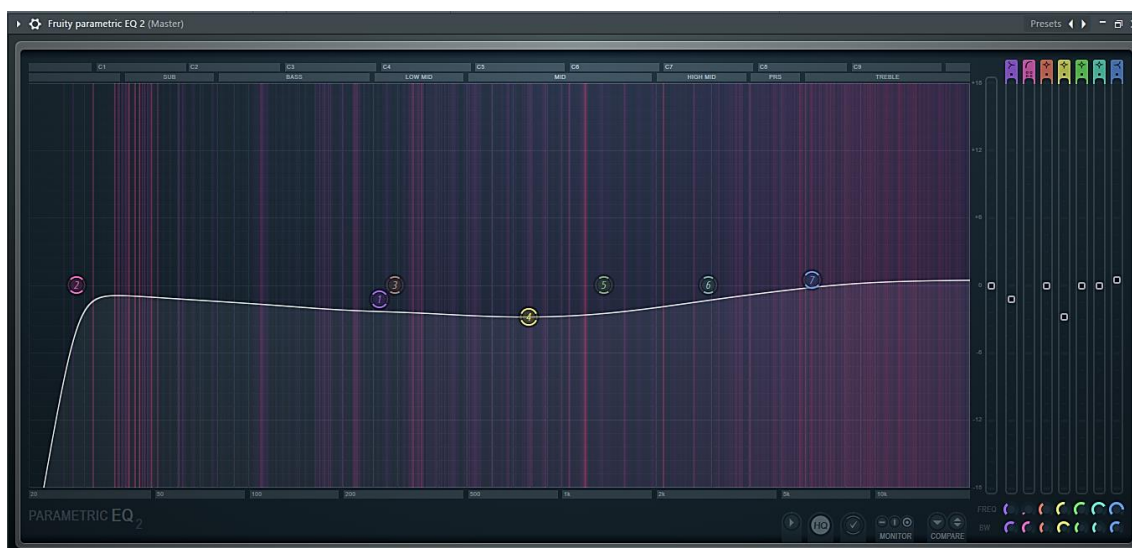 Fruity parametric EQ 2 (Master) Presets
C1 C2 C3 C4 C5 C6 C7 C8 C9
SUB BASS LOW MID MID HIGH MID PRS TREBLE
+18
+12
+6
2 1 3 4 5 6 7 0
-6
-12
-18
20 50 100 200 500 1k 2k 5k 10k
PARAMETRIC EQ 2 HQ MONITOR COMPARE
FREQ
BW